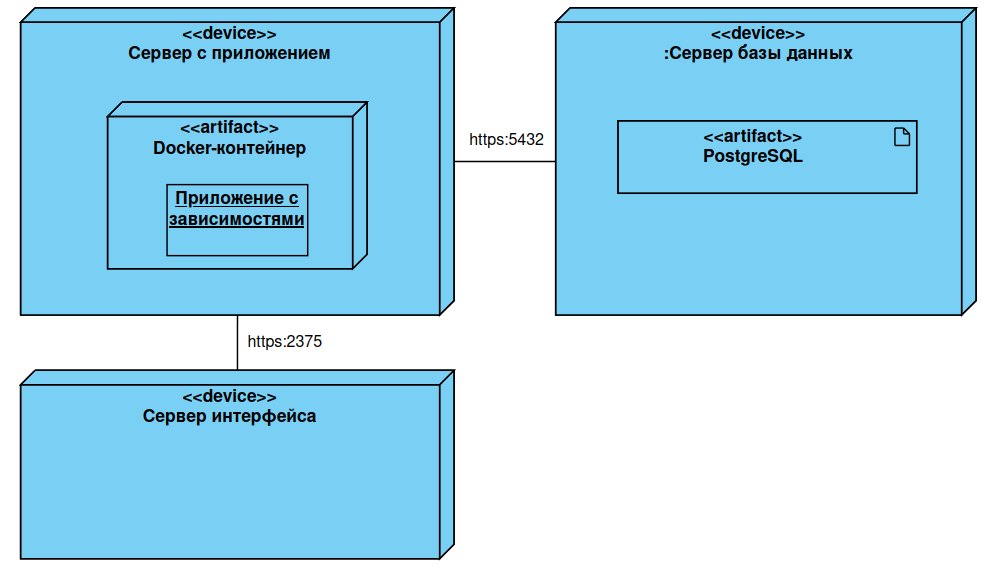 <<device>>
Сервер с приложением
<<artifact>>
Docker-контейнер
Приложение с
зависимостями
https:5432
<<device>>
:Сервер базы данных
<<artifact>>
PostgreSQL
https:2375
<<device>>
Сервер интерфейса